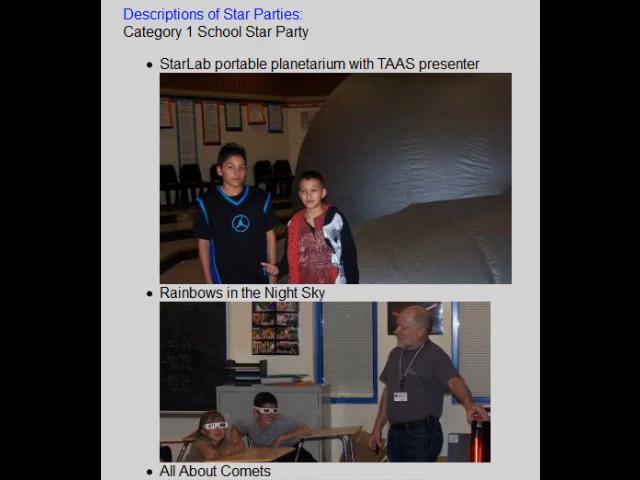 Descriptions of Star Parties:
Category 1 School Star Party
StarLab portable planetarium with TAAS presenter
Rainbows in the Night Sky
All About Comets